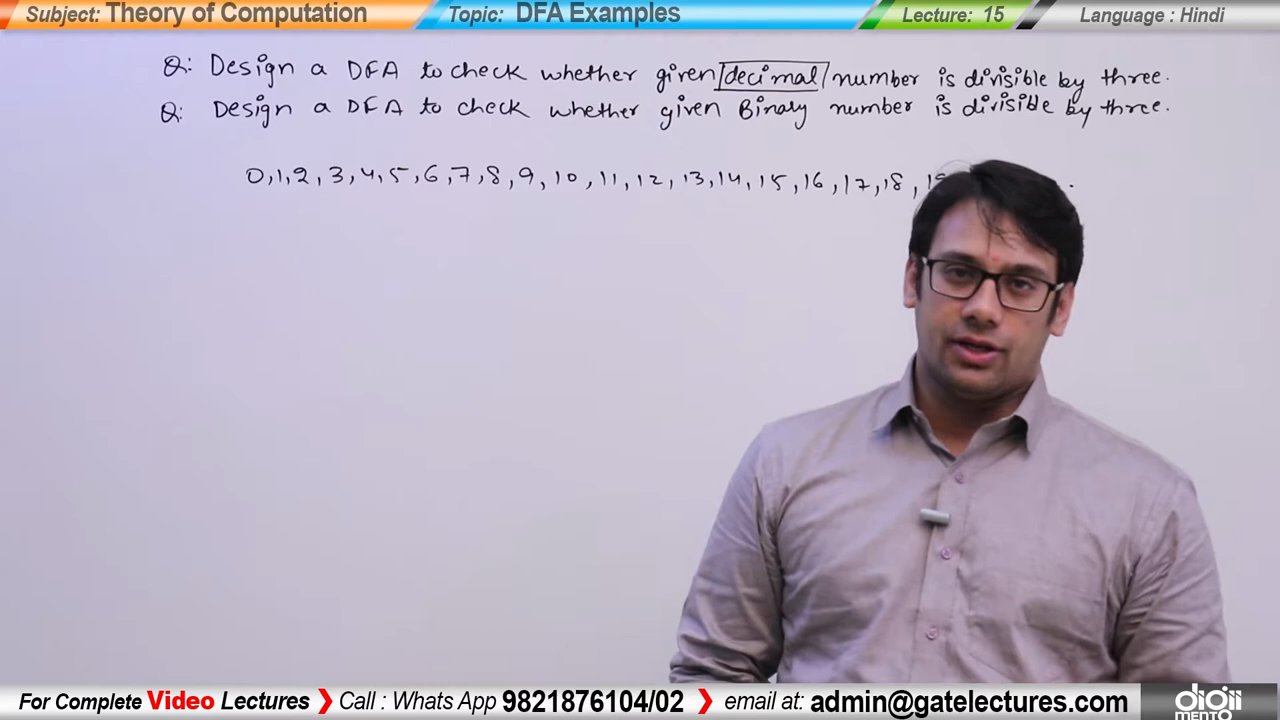 Subject: Theory of Computation Topic: DFA Examples Lecture: 15 Language : Hindi
Q: Design a DFA to check whether given decimal number is divisible by three.
Q: Design a DFA to check whether given Binary number is divisible by three.
0,1,2,3,4,5,6,7,8,9,10,11,12,13,14,15,16,17,18,
For Complete Video Lectures Call : Whats App 9821876104/02 email at: admin@gatelectures.com
digii
MENTO